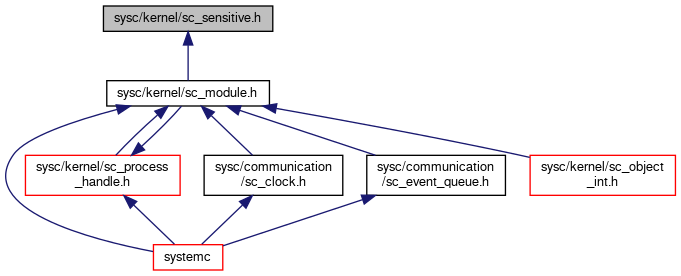 sysc/kernel/sc_sensitive.h
sysc/kernel/sc_module.h
sysc/kernel/sc_process
_handle.h
sysc/communication
/sc_clock.h
sysc/communication
/sc_event_queue.h
sysc/kernel/sc_object
_int.h
systemc